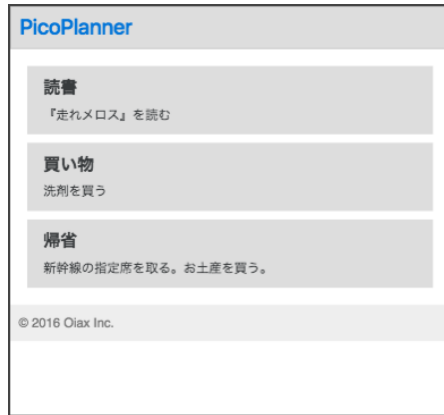 PicoPlanner
読書
『走れメロス』を読む
買い物
洗剤を買う
帰省
新幹線の指定席を取る。お土産を買う。
© 2016 Oiax Inc.